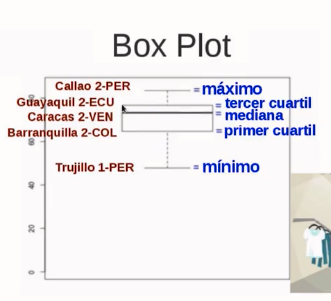 Box Plot
Callao 2-PER
= máximo
Guayaquil 2-ECU
= tercer cuartil
Caracas 2-VEN
= mediana
Barranquilla 2-COL
= primer cuartil
60
Trujillo 1-PER
= mínimo
40
20
0